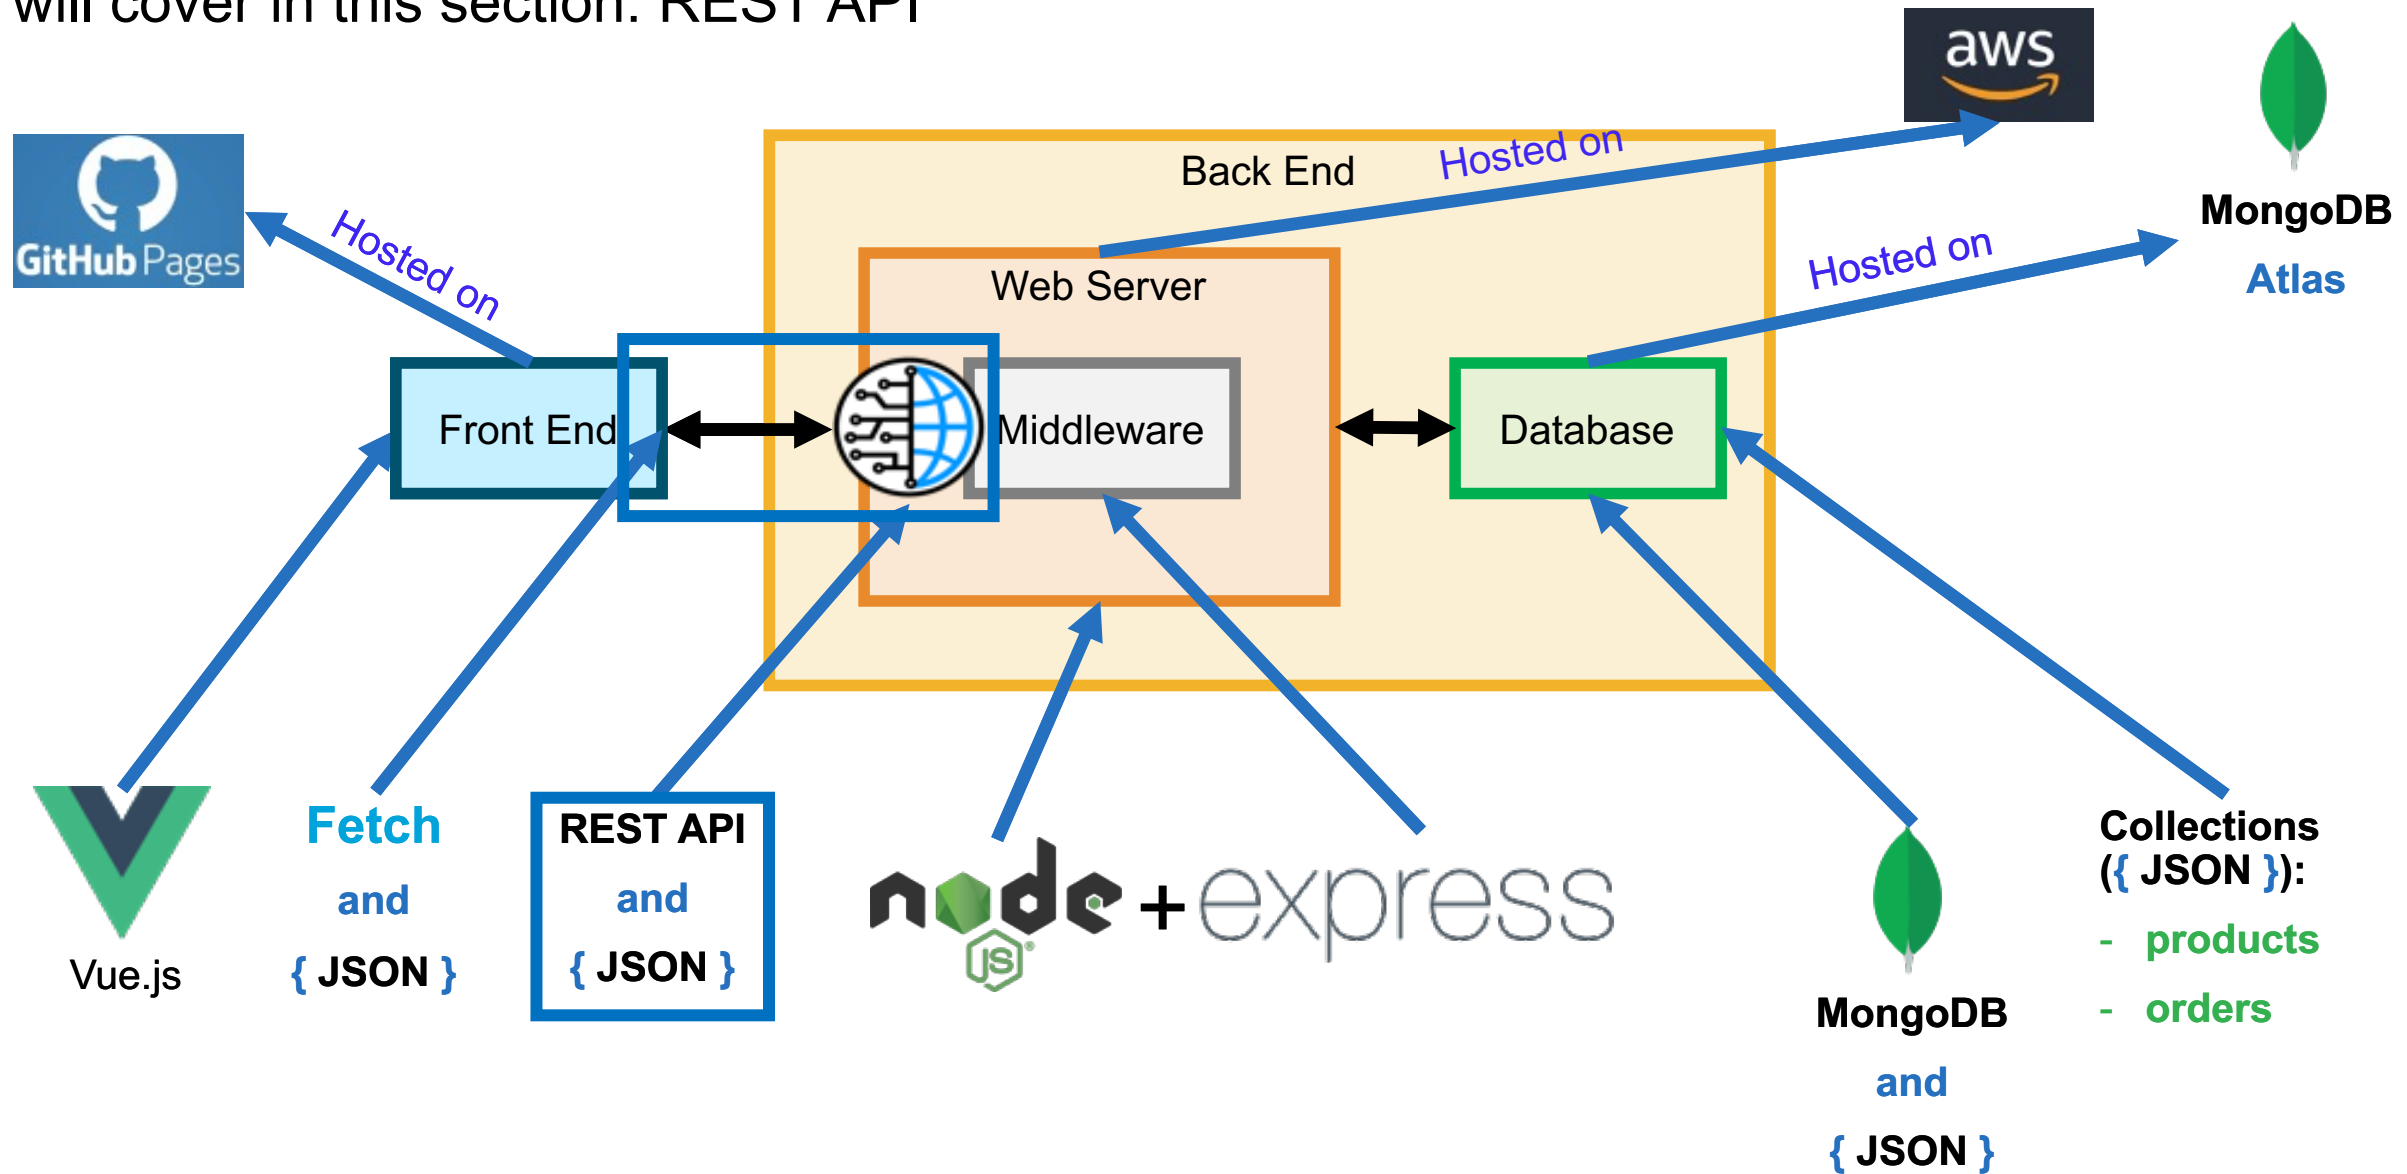 will cover in this section: REST API
aws
MongoDB
Atlas
GitHub Pages
Hosted on
Back End
Hosted on
Hosted on
Web Server
Front End
Middleware
Database
Vue.js
Fetch
and
{ JSON }
REST API
and
{ JSON }
node
JS
+
express
MongoDB
and
{ JSON }
Collections
({ JSON }):
- products
- orders